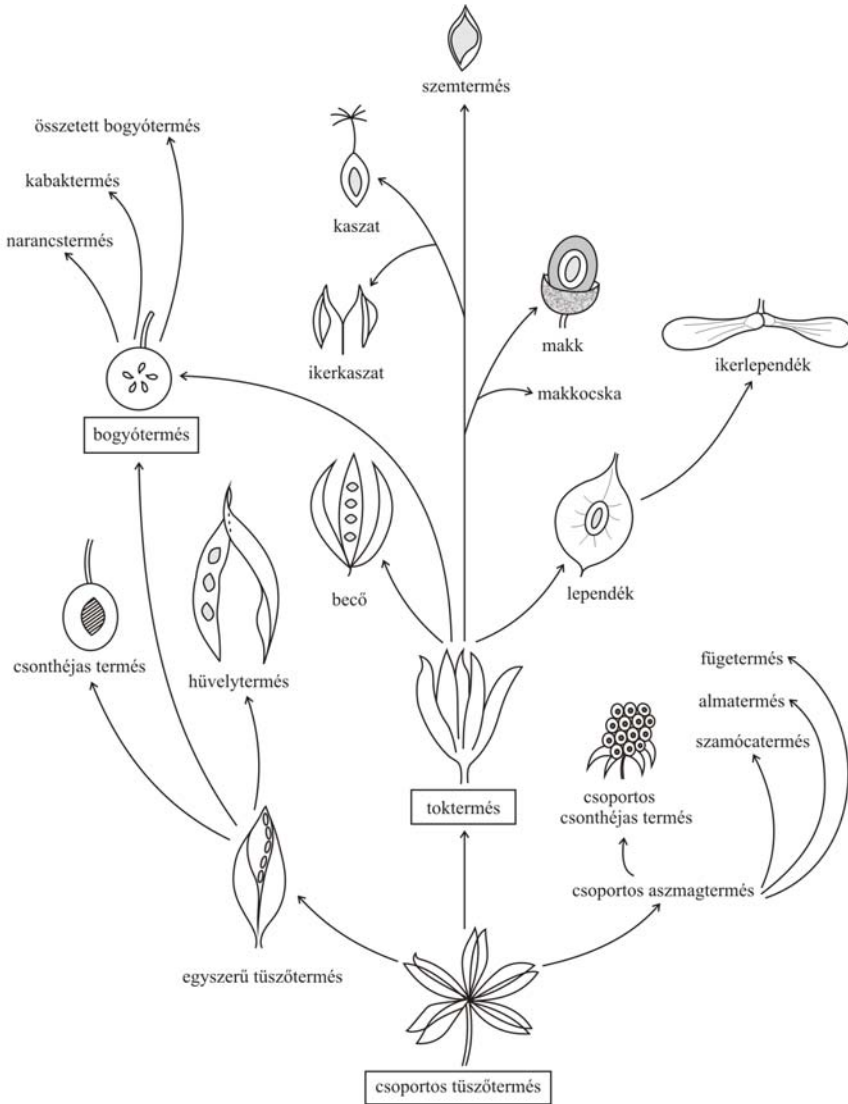 szemtermés
összetett bogyótermés
kabaktermés
narancstermés
kaszat
makk
ikerlependék
ikerkaszat
makkocska
bogyótermés
becő
lependék
csonthéjas termés
hüvelytermés
fügetermés
almatermés
szamócatermés
toktermés
csoportos
csonthéjas termés
csoportos aszmagtermés
egyszerű tüszőtermés
csoportos tüszőtermés